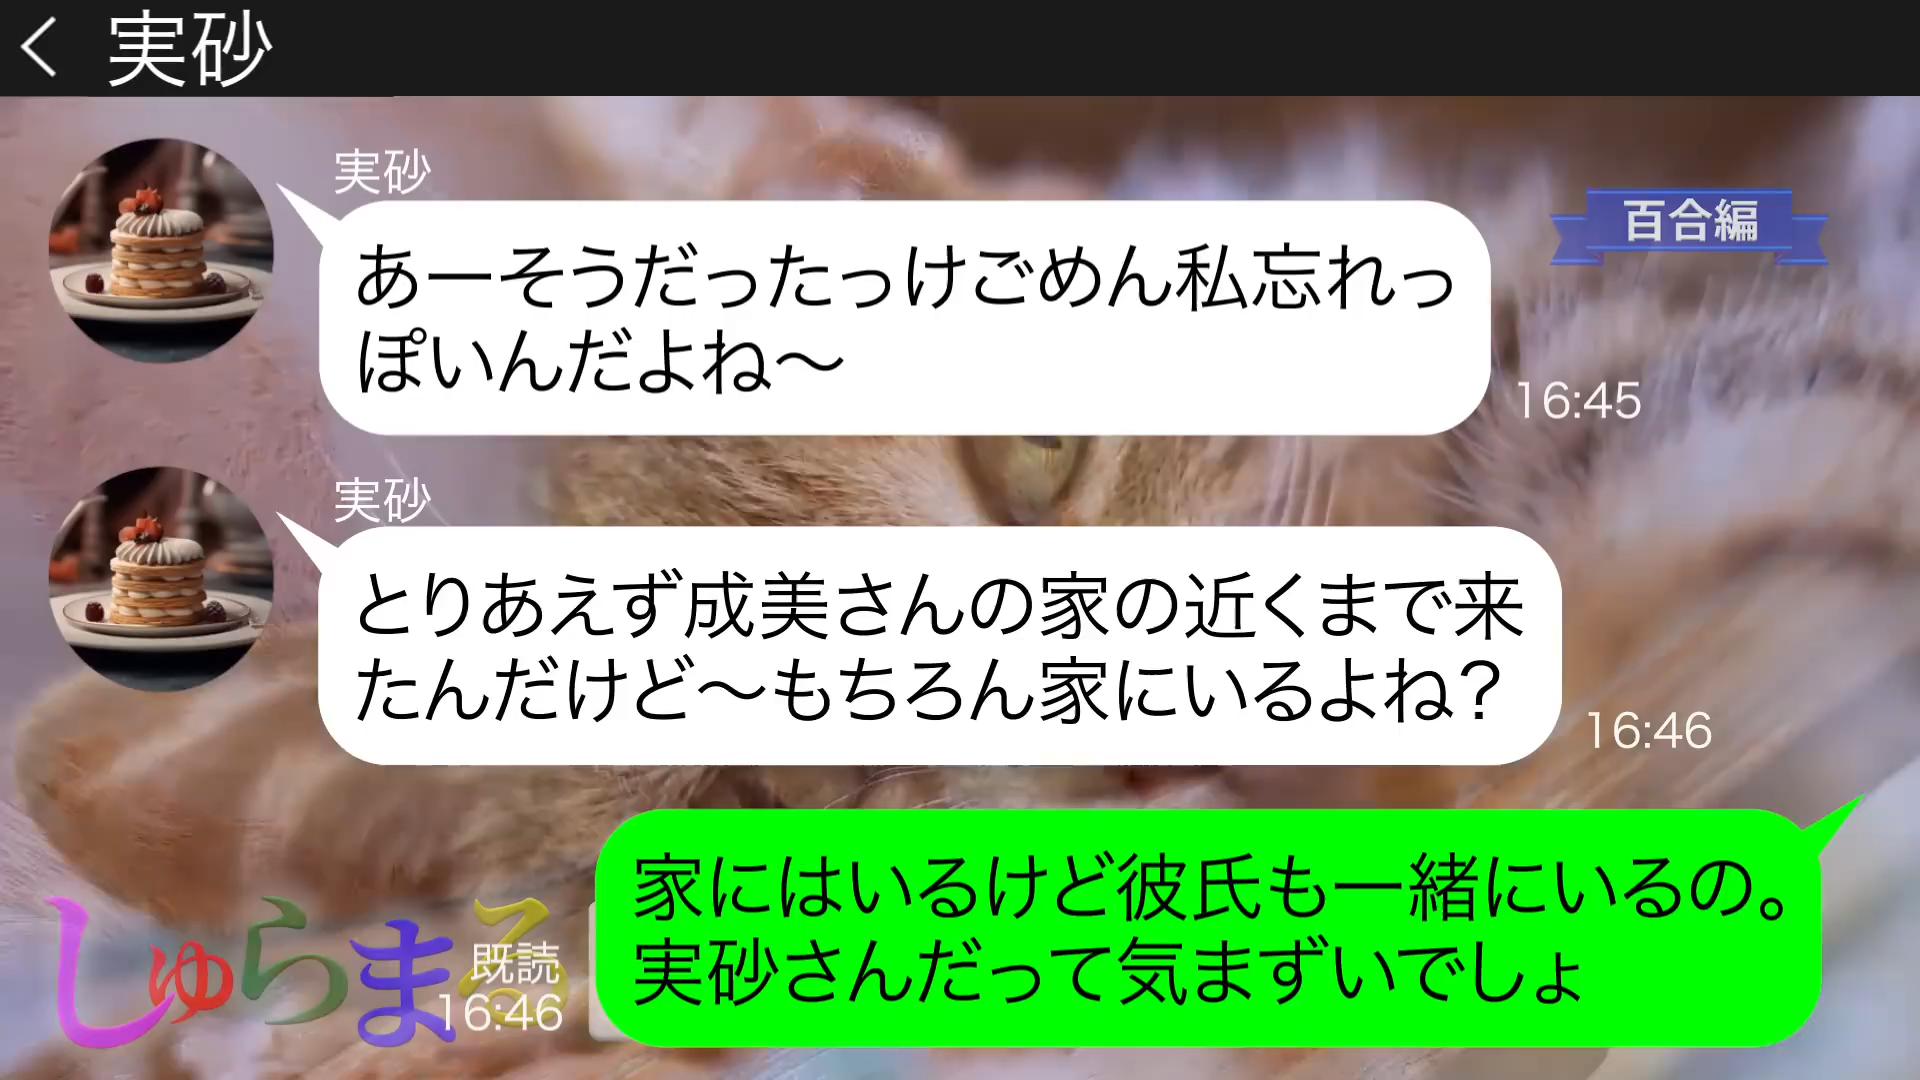 実砂
実砂
百合編
あーそうだったっけごめん私忘れっ
ぽいんだよね～
16:45
実砂
とりあえず成美さんの家の近くまで来
たんだけど～もちろん家にいるよね？
16:46
家にはいるけど彼氏も一緒にいるの。
実砂さんだって気まずいでしょ
既読
16:46
しゅらまる